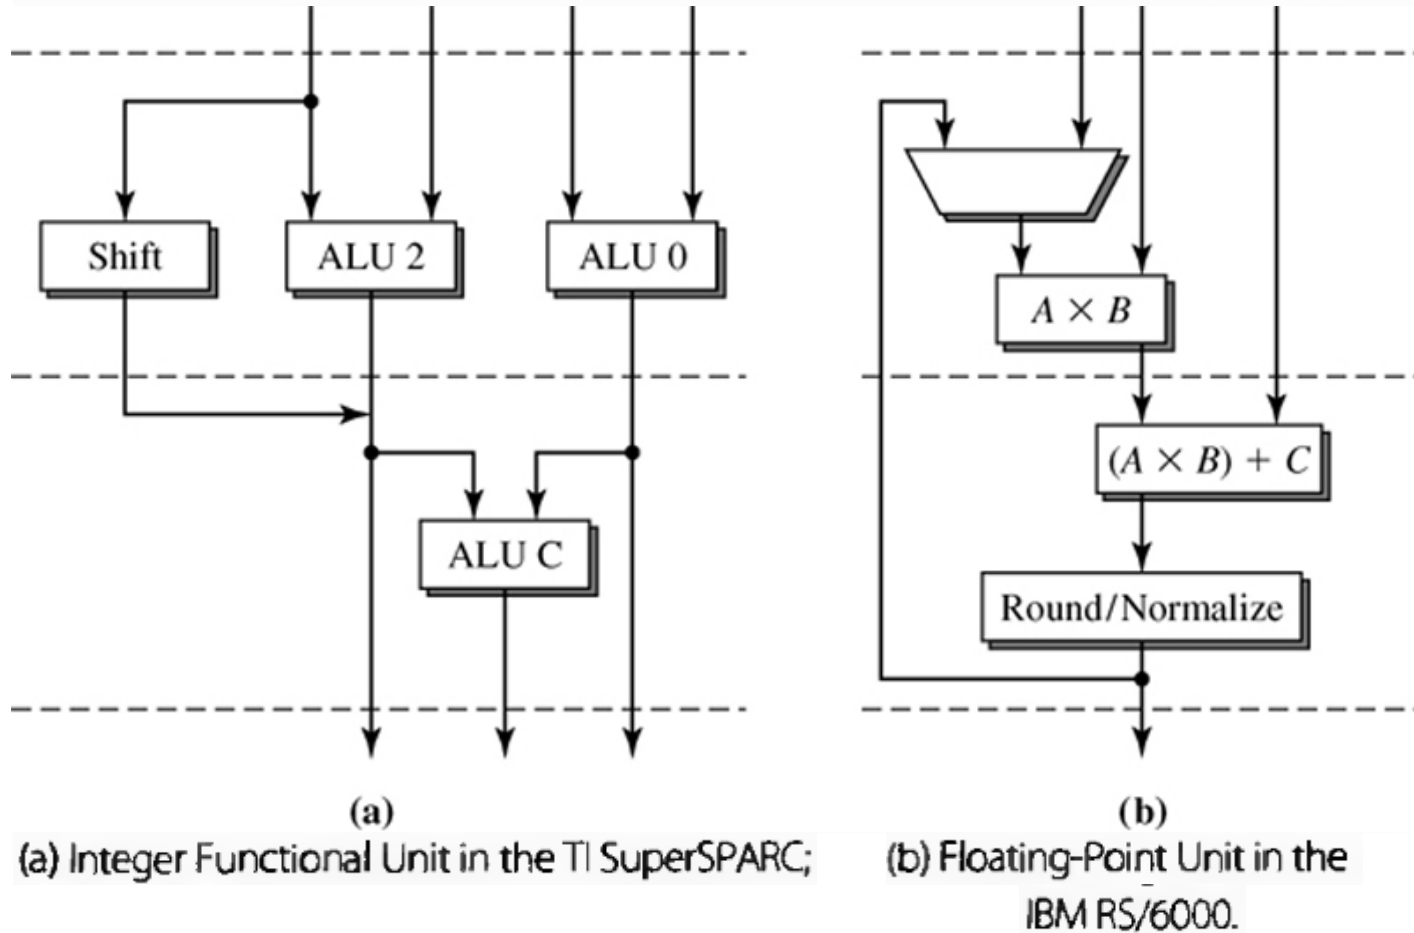 Shift
ALU 2
ALU 0
ALU C
(a)
(a) Integer Functional Unit in the TI SuperSPARC;
A × B
(A × B) + C
Round/Normalize
(b)
(b) Floating-Point Unit in the
IBM RS/6000.